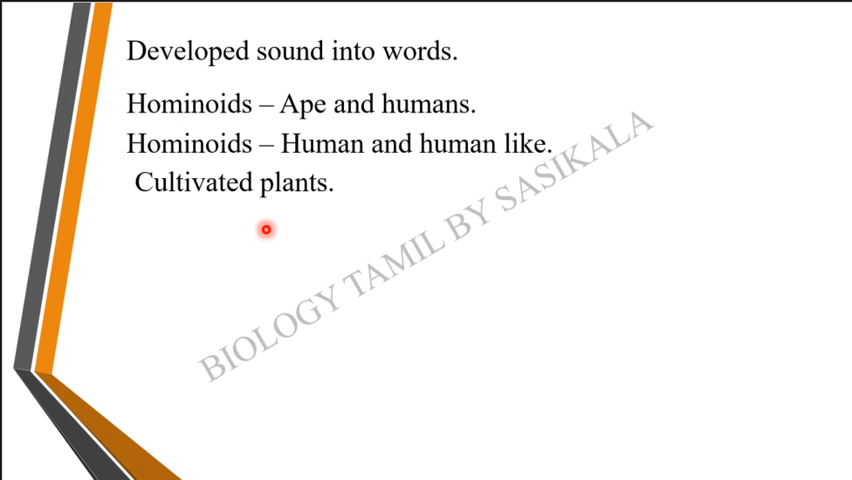 Developed sound into words.
Hominoids – Ape and humans.
Hominoids – Human and human like.
Cultivated plants.
BIOLOGY TAMIL BY SASIKALA